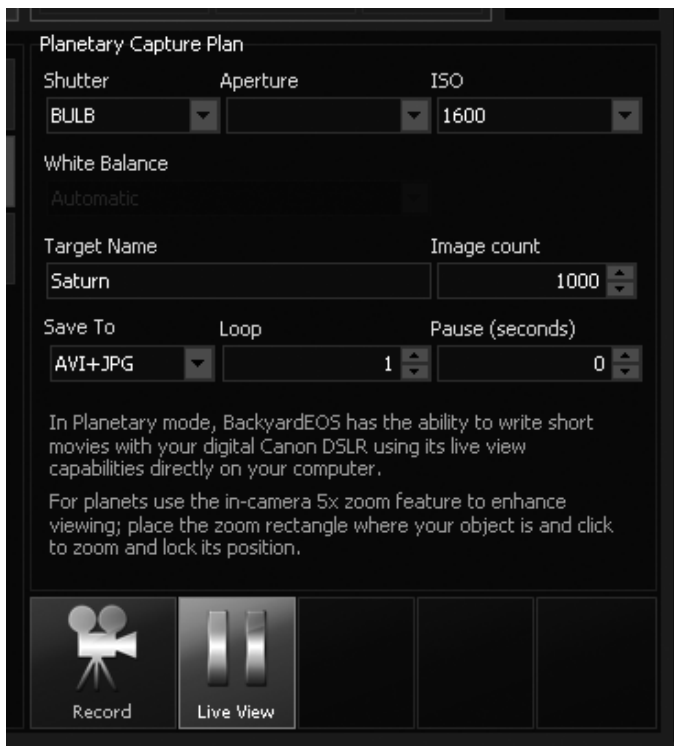 Planetary Capture Plan
Shutter Aperture ISO
BULB 1600
White Balance
Automatic
Target Name Image count
Saturn 1000
Save To Loop Pause (seconds)
AVI+JPG 1 0
In Planetary mode, BackyardEOS has the ability to write short
movies with your digital Canon DSLR using its live view
capabilities directly on your computer.
For planets use the in-camera 5x zoom feature to enhance
viewing; place the zoom rectangle where your object is and click
to zoom and lock its position.
Record Live View